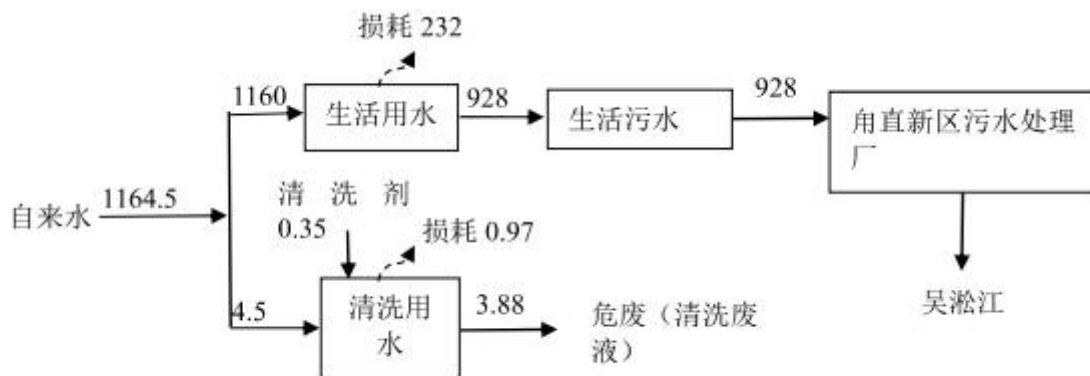 损耗 232
1160
生活用水
928
生活污水
928
甪直新区污水处理
厂
自来水
1164.5
清 洗 剂
0.35
损耗 0.97
4.5
清洗用
水
3.88
危废（清洗废
液）
吴淞江